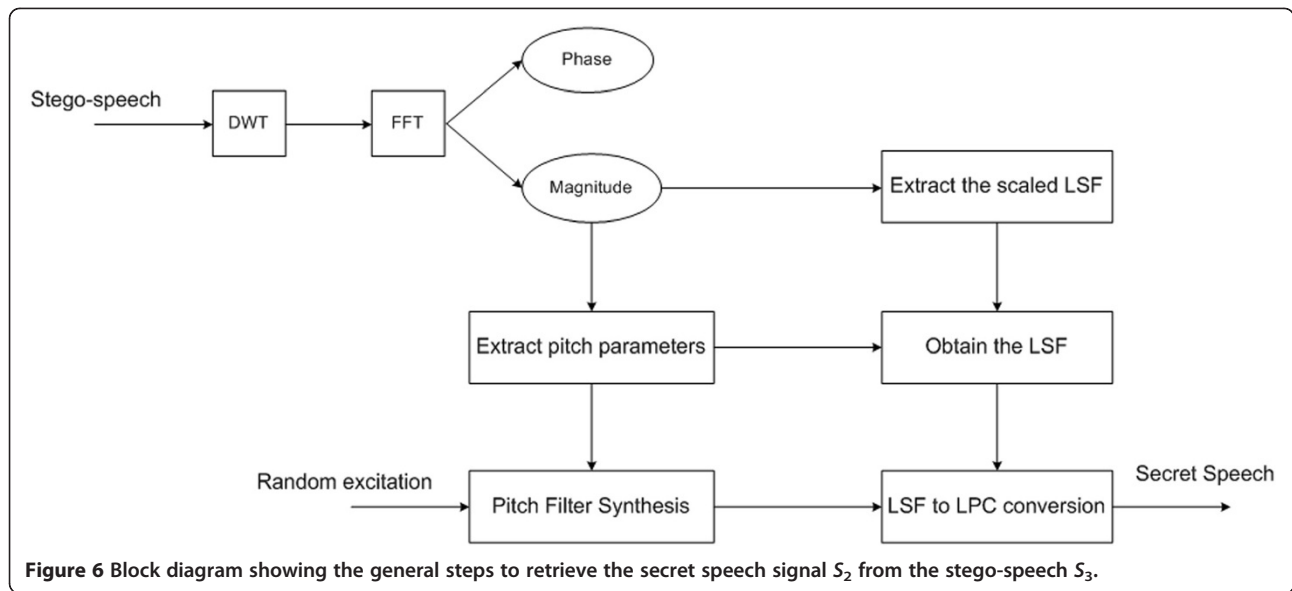 Phase
Stego-speech
DWT
FFT
Magnitude
Extract the scaled LSF
Extract pitch parameters
Obtain the LSF
Random excitation
Pitch Filter Synthesis
LSF to LPC conversion
Secret Speech
Figure 6 Block diagram showing the general steps to retrieve the secret speech signal S₂ from the stego-speech S₃.